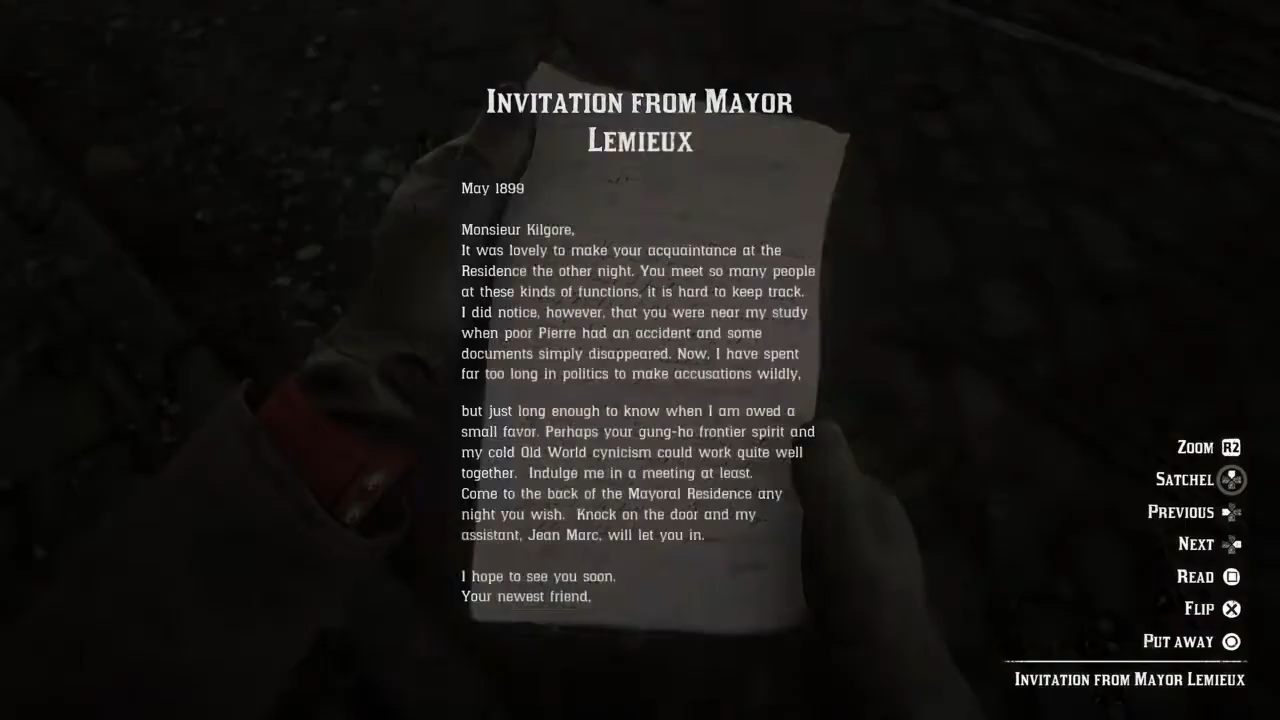 Invitation from Mayor
Lemieux
May 1899
Monsieur Kilgore,
It was lovely to make your acquaintance at the
Residence the other night. You meet so many people
at these kinds of functions, it is hard to keep track.
I did notice, however, that you were near my study
when poor Pierre had an accident and some
documents simply disappeared. Now, I have spent
far too long in politics to make accusations wildly,
but just long enough to know when I am owed a
small favor. Perhaps your gung-ho frontier spirit and
my cold Old World cynicism could work quite well
together. Indulge me in a meeting at least.
Come to the back of the Mayoral Residence any
night you wish. Knock on the door and my
assistant, Jean Marc, will let you in.
I hope to see you soon.
Your newest friend,
Zoom R2
Satchel
Previous
Next
Read
Flip
Put away
Invitation from Mayor Lemieux